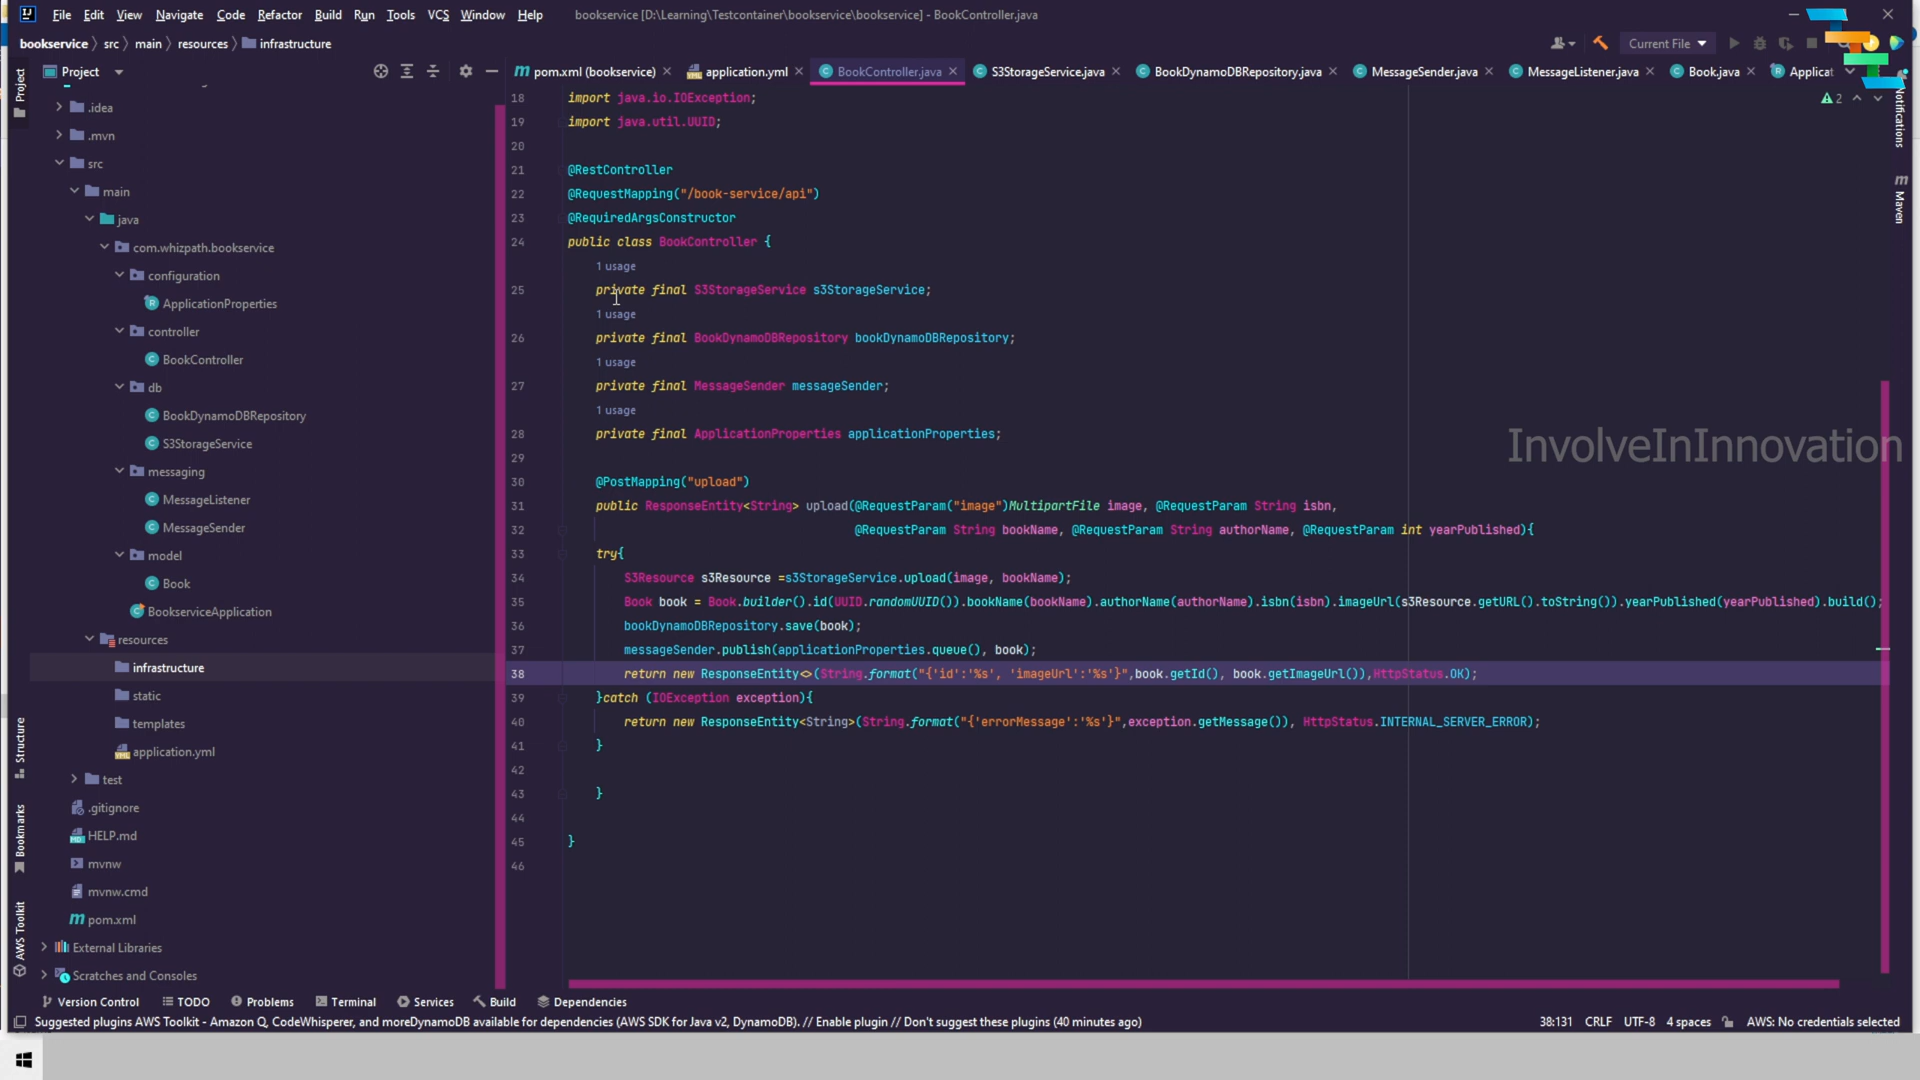 File Edit View Navigate Code Refactor Build Run Tools VCS Window Help bookservice [D:\Learning\Testcontainer\bookservice\bookservice] - BookController.java
bookservice src main resources infrastructure Current File
Project
pom.xml (bookservice) application.yml BookController.java S3StorageService.java BookDynamoDBRepository.java MessageSender.java MessageListener.java Book.java Applicat
Project
.idea
.mvn
src
main
java
com.whizpath.bookservice
configuration
ApplicationProperties
controller
BookController
db
BookDynamoDBRepository
S3StorageService
messaging
MessageListener
MessageSender
model
Book
BookserviceApplication
resources
infrastructure
static
templates
application.yml
test
.gitignore
HELP.md
mvnw
mvnw.cmd
pom.xml
External Libraries
Scratches and Consoles
Structure
Bookmarks
AWS Toolkit
2
18 import java.io.IOException;
19 import java.util.UUID;
20
21 @RestController
22 @RequestMapping("/book-service/api")
23 @RequiredArgsConstructor
24 public class BookController {
1 usage
25 private final S3StorageService s3StorageService;
1 usage
26 private final BookDynamoDBRepository bookDynamoDBRepository;
1 usage
27 private final MessageSender messageSender;
1 usage
28 private final ApplicationProperties applicationProperties;
29
30 @PostMapping("upload")
31 public ResponseEntity<String> upload(@RequestParam("image")MultipartFile image, @RequestParam String isbn,
32 @RequestParam String bookName, @RequestParam String authorName, @RequestParam int yearPublished){
33 try{
34 S3Resource s3Resource =s3StorageService.upload(image, bookName);
35 Book book = Book.builder().id(UUID.randomUUID()).bookName(bookName).authorName(authorName).isbn(isbn).imageUrl(s3Resource.getURL().toString()).yearPublished(yearPublished).build();
36 bookDynamoDBRepository.save(book);
37 messageSender.publish(applicationProperties.queue(), book);
38 return new ResponseEntity<>(String.format("{'id':'%s', 'imageUrl':'%s'}",book.getId(), book.getImageUrl()),HttpStatus.OK);
39 }catch (IOException exception){
40 return new ResponseEntity<String>(String.format("{'errorMessage':'%s'}",exception.getMessage()), HttpStatus.INTERNAL_SERVER_ERROR);
41 }
42
43 }
44
45 }
46
InvolveInInnovation
Notifications
m Maven
Version Control TODO Problems Terminal Services Build Dependencies
Suggested plugins AWS Toolkit - Amazon Q, CodeWhisperer, and moreDynamoDB available for dependencies (AWS SDK for Java v2, DynamoDB). // Enable plugin // Don't suggest these plugins (40 minutes ago) 38:131 CRLF UTF-8 4 spaces AWS: No credentials selected